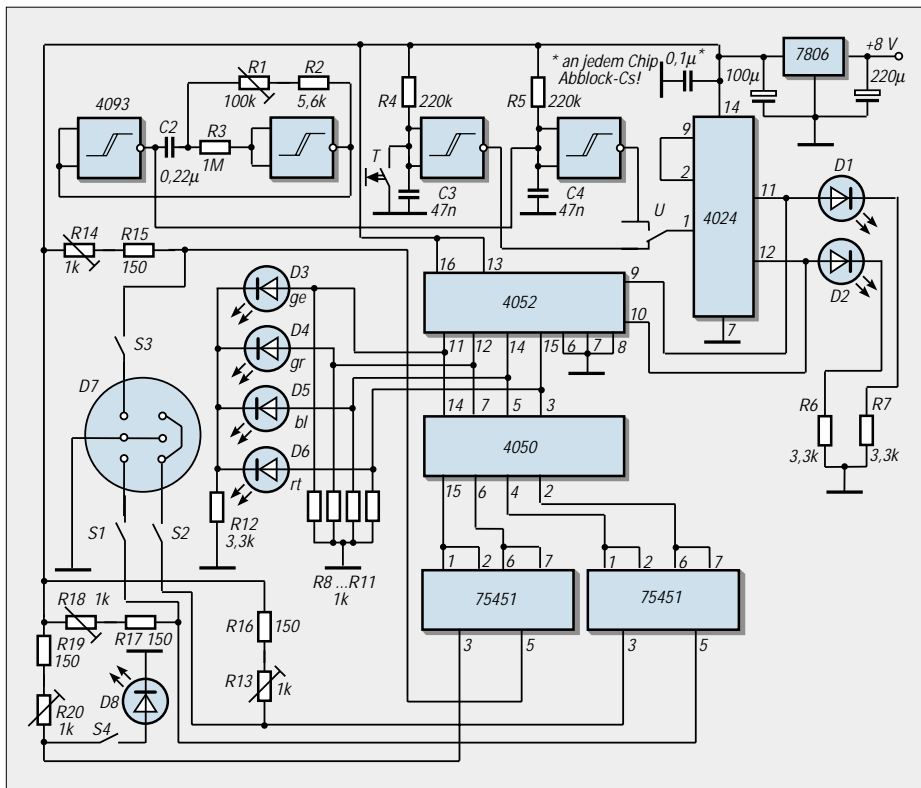 * an jedem Chip
Abblock-Cs!
0,1µ*
7806
+8 V
100µ
220µ
R1
100k
R2
5,6k
4093
C2
0,22µ
R3
1M
R4
220k
R5
220k
T
C3
47n
C4
47n
U
14
9
2
1
4024
11
12
7
D1
D2
R14
1k
R15
150
16
13
4052
9
10
11
12
14
15
6
7
8
D3
ge
D4
gr
D5
bl
D6
rt
S3
D7
14
7
5
3
4050
15
6
4
2
R6
3,3k
R7
3,3k
S1
S2
R12
3,3k
R8 ...R11
1k
1
2
6
7
75451
3
5
1
2
6
7
75451
3
5
R18
1k
R17 150
R19
150
R16
150
R13
1k
R20
1k
D8
S4